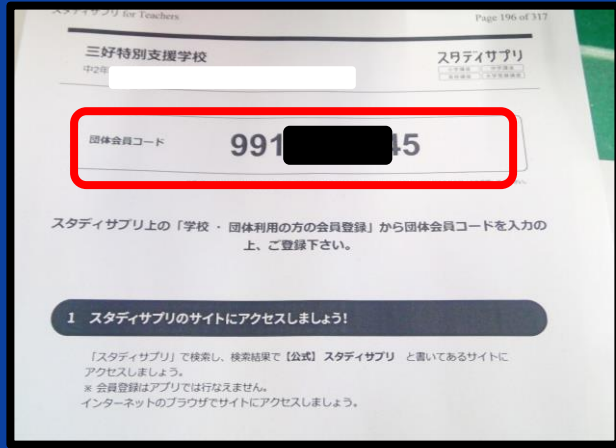 スタディサプリ for Teachers
Page 196 of 317
三好特別支援学校
中2年
スタディサプリ
団体会員コード
991 45
スタディサプリ上の「学校・団体利用の方の会員登録」から団体会員コードを入力の
上、ご登録下さい。
1 スタディサプリのサイトにアクセスしましょう!
「スタディサプリ」で検索し、検索結果で【公式】スタディサプリ と書いてあるサイトに
アクセスしましょう。
※ 会員登録はアプリでは行なえません。
インターネットのブラウザでサイトにアクセスしましょう。